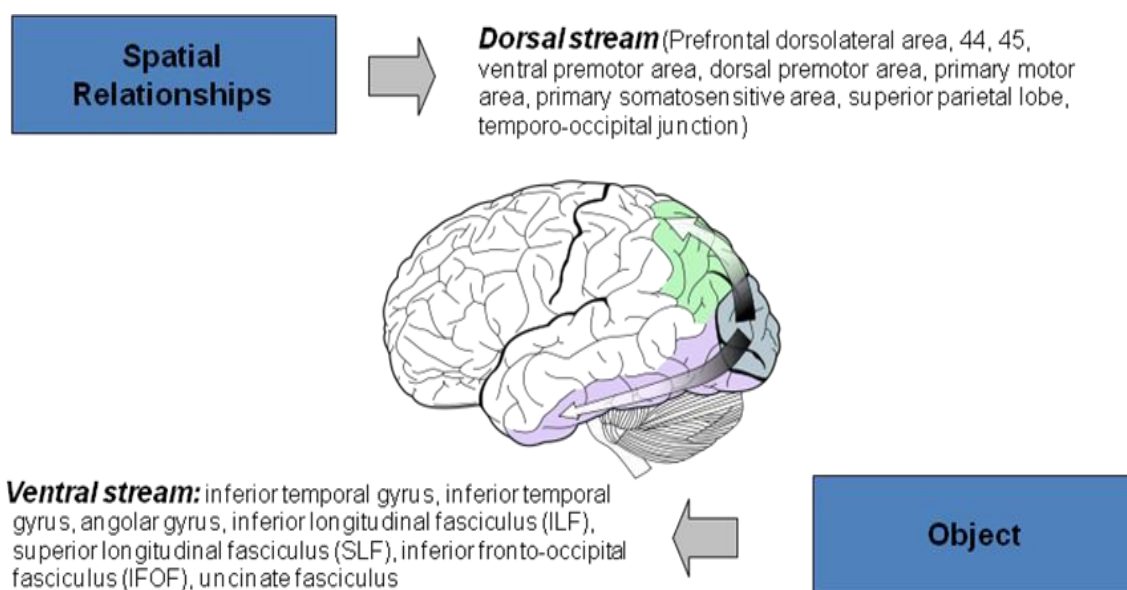 Spatial
Relationships
Dorsal stream (Prefrontal dorsolateral area, 44, 45,
ventral premotor area, dorsal premotor area, primary motor
area, primary somatosensitive area, superior parietal lobe,
temporo-occipital junction)
Ventral stream: inferior temporal gyrus, inferior temporal
gyrus, angolar gyrus, inferior longitudinal fasciculus (ILF),
superior longitudinal fasciculus (SLF), inferior fronto-occipital
fasciculus (IFOF), uncinate fasciculus
Object